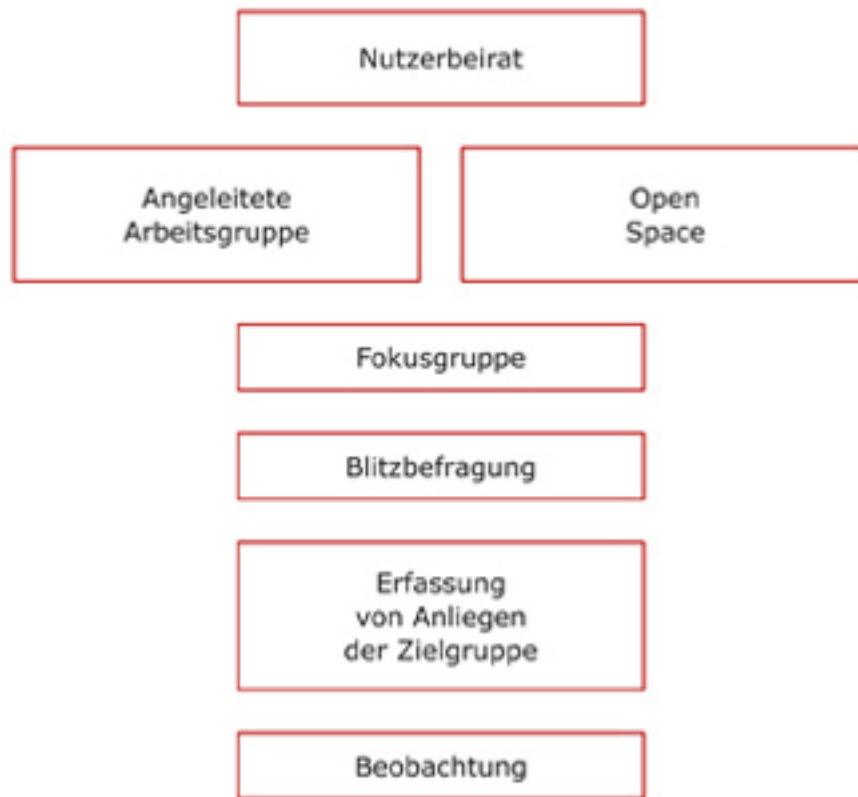 Nutzerbeirat
Angeleitete
Arbeitsgruppe
Open
Space
Fokusgruppe
Blitzbefragung
Erfassung
von Anliegen
der Zielgruppe
Beobachtung